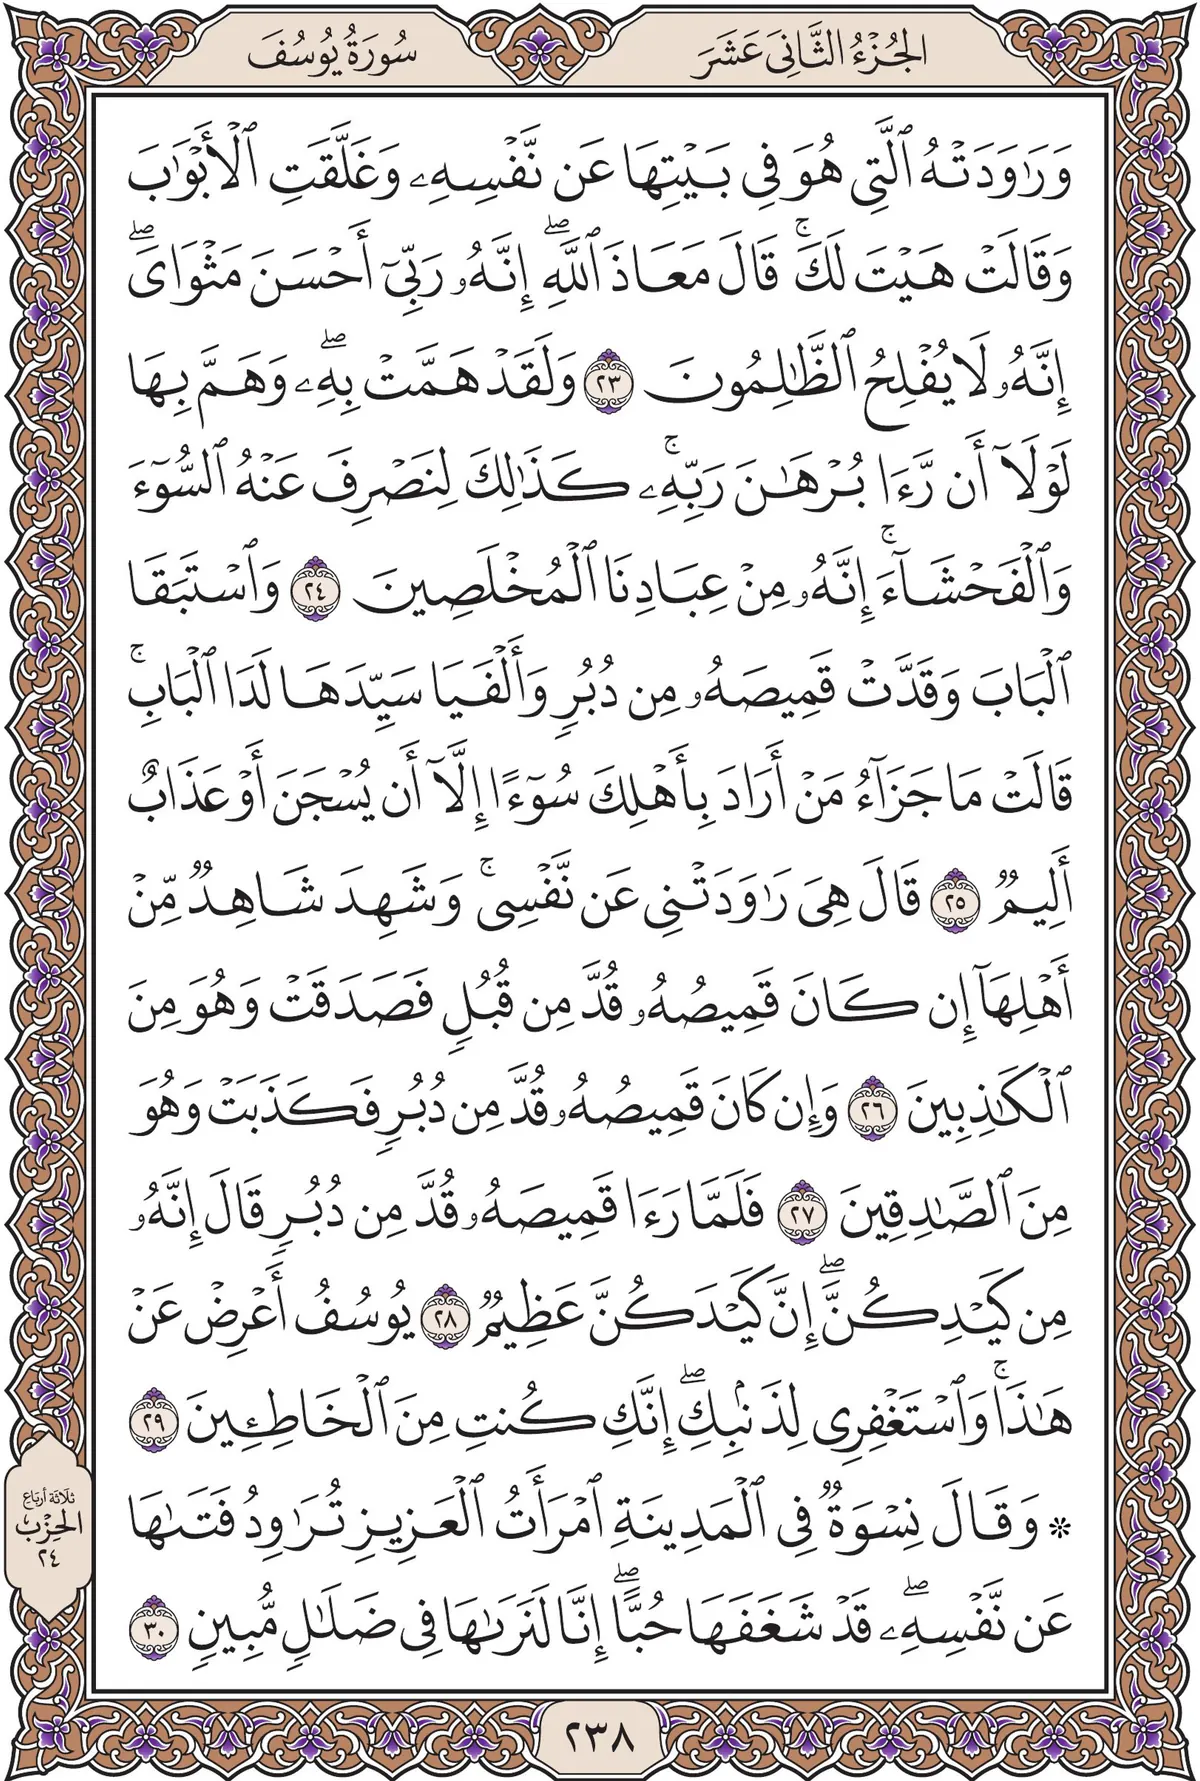 الجُزْءُ الثَّانِيَ عَشَرَ
سُورَةُ يُوسُفَ
وَرَٰوَدَتْهُ ٱلَّتِى هُوَ فِى بَيْتِهَا عَن نَّفْسِهِۦ وَغَلَّقَتِ ٱلْأَبْوَٰبَ
وَقَالَتْ هَيْتَ لَكَ ۚ قَالَ مَعَاذَ ٱللَّهِ ۖ إِنَّهُۥ رَبِّىٓ أَحْسَنَ مَثْوَاىَ ۖ
إِنَّهُۥ لَا يُفْلِحُ ٱلظَّٰلِمُونَ ٢٣ وَلَقَدْ هَمَّتْ بِهِۦ ۖ وَهَمَّ بِهَا
لَوْلَآ أَن رَّءَا بُرْهَٰنَ رَبِّهِۦ ۚ كَذَٰلِكَ لِنَصْرِفَ عَنْهُ ٱلسُّوٓءَ
وَٱلْفَحْشَآءَ ۚ إِنَّهُۥ مِنْ عِبَادِنَا ٱلْمُخْلَصِينَ ٢٤ وَٱسْتَبَقَا
ٱلْبَابَ وَقَدَّتْ قَمِيصَهُۥ مِن دُبُرٍ وَأَلْفَيَا سَيِّدَهَا لَدَا ٱلْبَابِ ۚ
قَالَتْ مَا جَزَآءُ مَنْ أَرَادَ بِأَهْلِكَ سُوٓءًا إِلَّآ أَن يُسْجَنَ أَوْ عَذَابٌ
أَلِيمٌ ٢٥ قَالَ هِىَ رَٰوَدَتْنِى عَن نَّفْسِى ۚ وَشَهِدَ شَاهِدٌ مِّنْ
أَهْلِهَآ إِن كَانَ قَمِيصُهُۥ قُدَّ مِن قُبُلٍ فَصَدَقَتْ وَهُوَ مِنَ
ٱلْكَٰذِبِينَ ٢٦ وَإِن كَانَ قَمِيصُهُۥ قُدَّ مِن دُبُرٍ فَكَذَبَتْ وَهُوَ
مِنَ ٱلصَّٰدِقِينَ ٢٧ فَلَمَّا رَءَا قَمِيصَهُۥ قُدَّ مِن دُبُرٍ قَالَ إِنَّهُۥ
مِن كَيْدِكُنَّ ۖ إِنَّ كَيْدَكُنَّ عَظِيمٌ ٢٨ يُوسُفُ أَعْرِضْ عَنْ
هَٰذَا ۚ وَٱسْتَغْفِرِى لِذَنۢبِكِ ۖ إِنَّكِ كُنتِ مِنَ ٱلْخَاطِـِٔينَ ٢٩
۞ وَقَالَ نِسْوَةٌ فِى ٱلْمَدِينَةِ ٱمْرَأَتُ ٱلْعَزِيزِ تُرَٰوِدُ فَتَىٰهَا
عَن نَّفْسِهِۦ ۖ قَدْ شَغَفَهَا حُبًّا ۖ إِنَّا لَنَرَىٰهَا فِى ضَلَٰلٍ مُّبِينٍ ٣٠
ثلاثة أرباع
الحِزْب
٢٤
٢٣٨